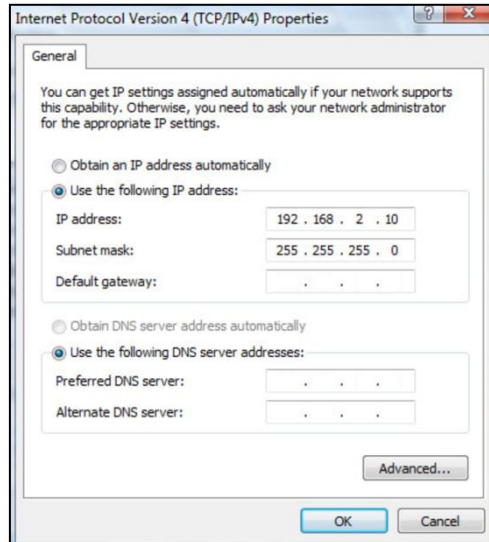 Internet Protocol Version 4 (TCP/IPv4) Properties
General
You can get IP settings assigned automatically if your network supports
this capability. Otherwise, you need to ask your network administrator
for the appropriate IP settings.
Obtain an IP address automatically
Use the following IP address:
IP address: 192 . 168 . 2 . 10
Subnet mask: 255 . 255 . 255 . 0
Default gateway: . . .
Obtain DNS server address automatically
Use the following DNS server addresses:
Preferred DNS server: . . .
Alternate DNS server: . . .
Advanced...
OK Cancel